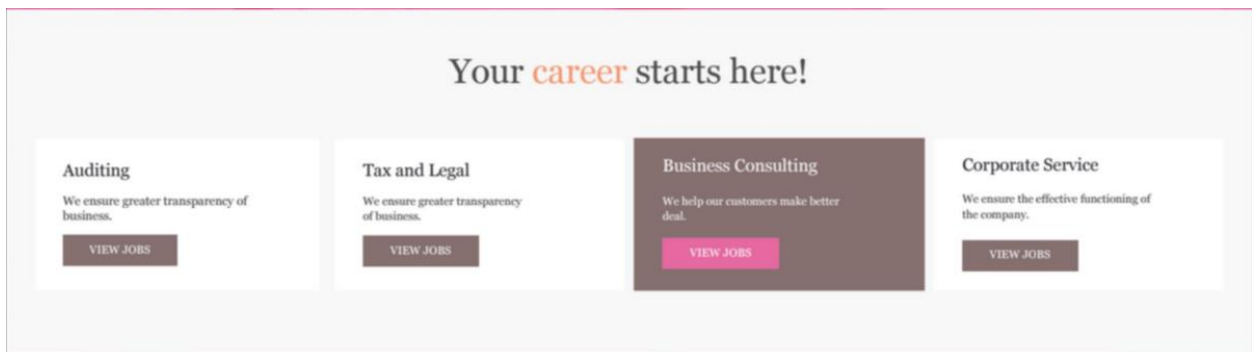 Your career starts here!
Auditing
We ensure greater transparency of
business.
VIEW JOBS
Tax and Legal
We ensure greater transparency
of business.
VIEW JOBS
Business Consulting
We help our customers make better
deal.
VIEW JOBS
Corporate Service
We ensure the effective functioning of
the company.
VIEW JOBS